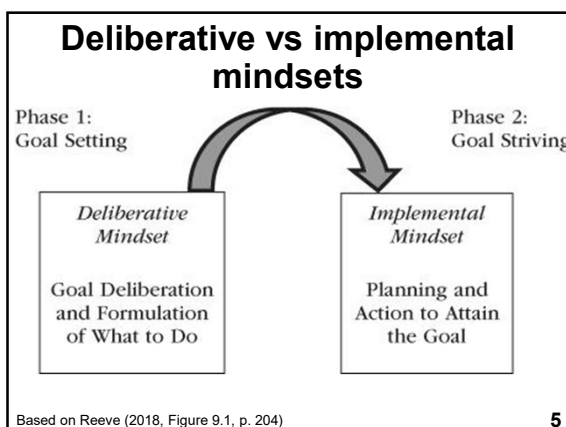 Deliberative vs implemental
mindsets
Phase 1:
Goal Setting
Phase 2:
Goal Striving
Deliberative
Mindset
Goal Deliberation
and Formulation
of What to Do
Implemental
Mindset
Planning and
Action to Attain
the Goal
Based on Reeve (2018, Figure 9.1, p. 204)
5